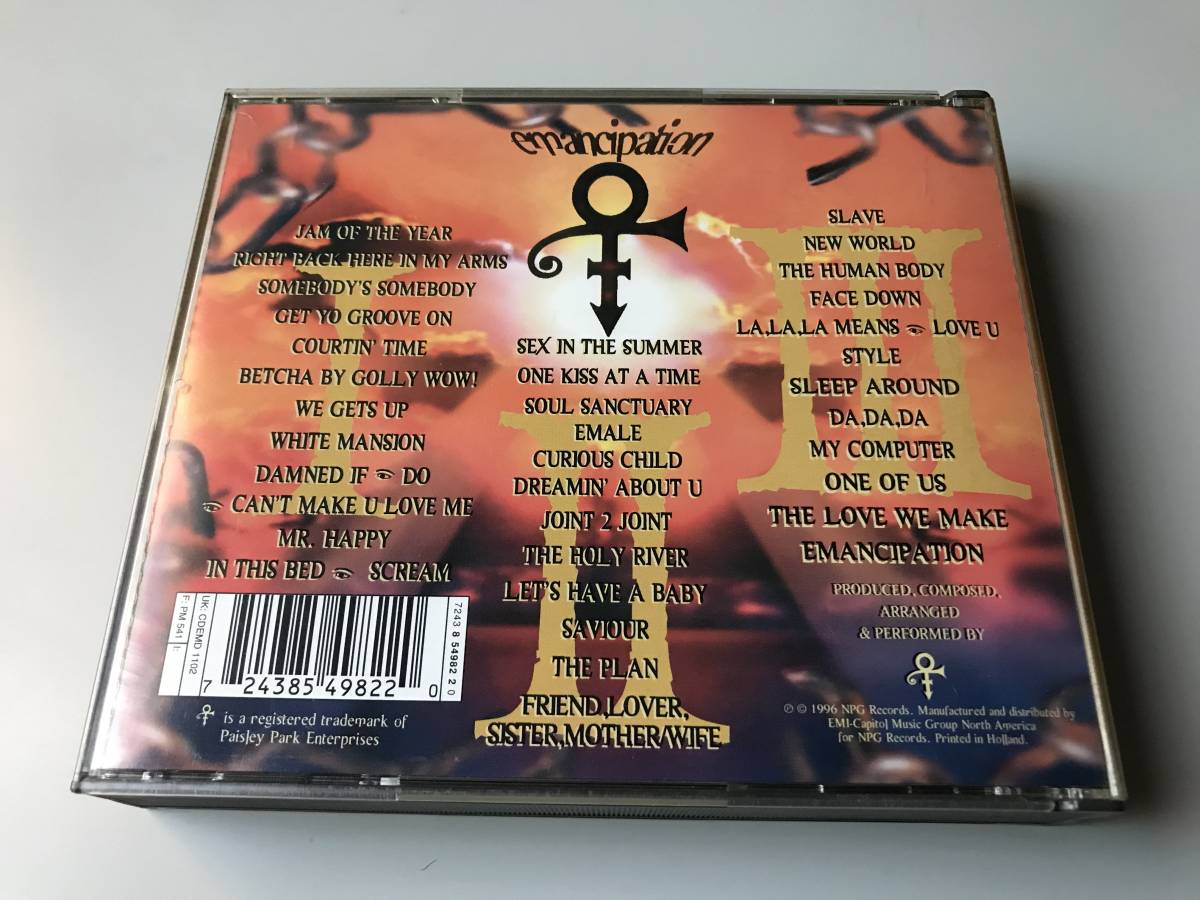 emancipation
JAM OF THE YEAR
RIGHT BACK HERE IN MY ARMS
SOMEBODY'S SOMEBODY
GET YO GROOVE ON
COURTIN' TIME
BETCHA BY GOLLY WOW!
WE GETS UP
WHITE MANSION
DAMNED IF 👁 DO
👁 CAN'T MAKE U LOVE ME
MR. HAPPY
IN THIS BED 👁 SCREAM
SEX IN THE SUMMER
ONE KISS AT A TIME
SOUL SANCTUARY
EMALE
CURIOUS CHILD
DREAMIN' ABOUT U
JOINT 2 JOINT
THE HOLY RIVER
LET'S HAVE A BABY
SAVIOUR
THE PLAN
FRIEND,LOVER,
SISTER,MOTHER/WIFE
SLAVE
NEW WORLD
THE HUMAN BODY
FACE DOWN
LA,LA,LA MEANS 👁 LOVE U
STYLE
SLEEP AROUND
DA,DA,DA
MY COMPUTER
ONE OF US
THE LOVE WE MAKE
EMANCIPATION
I
II
III
PRODUCED, COMPOSED,
ARRANGED
& PERFORMED BY
℗ © 1996 NPG Records. Manufactured and distributed by
EMI-Capitol Music Group North America
for NPG Records. Printed in Holland.
UK: CDEMD 1102
F: PM 541 I:
7 24385 49822 0
7243 8 54982 2 0
is a registered trademark of
Paisley Park Enterprises